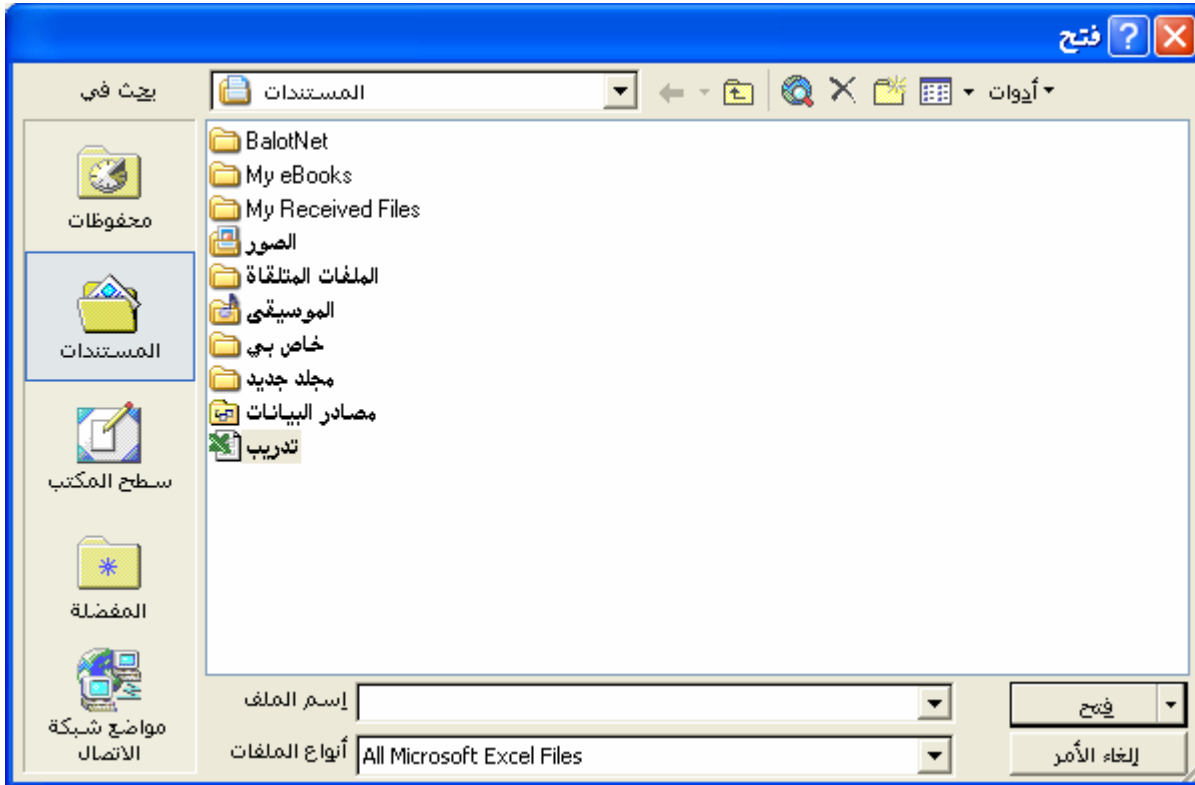 فتح
بحث في
المستندات
أدوات
محفوظات
المستندات
سطح المكتب
المفضلة
مواضع شبكة
الاتصال
BalotNet
My eBooks
My Received Files
الصور
الملفات المتلقاة
الموسيقى
خاص بي
مجلد جديد
مصادر البيانات
تدريب
إسم الملف
فتح
أنواع الملفات All Microsoft Excel Files
إلغاء الأمر